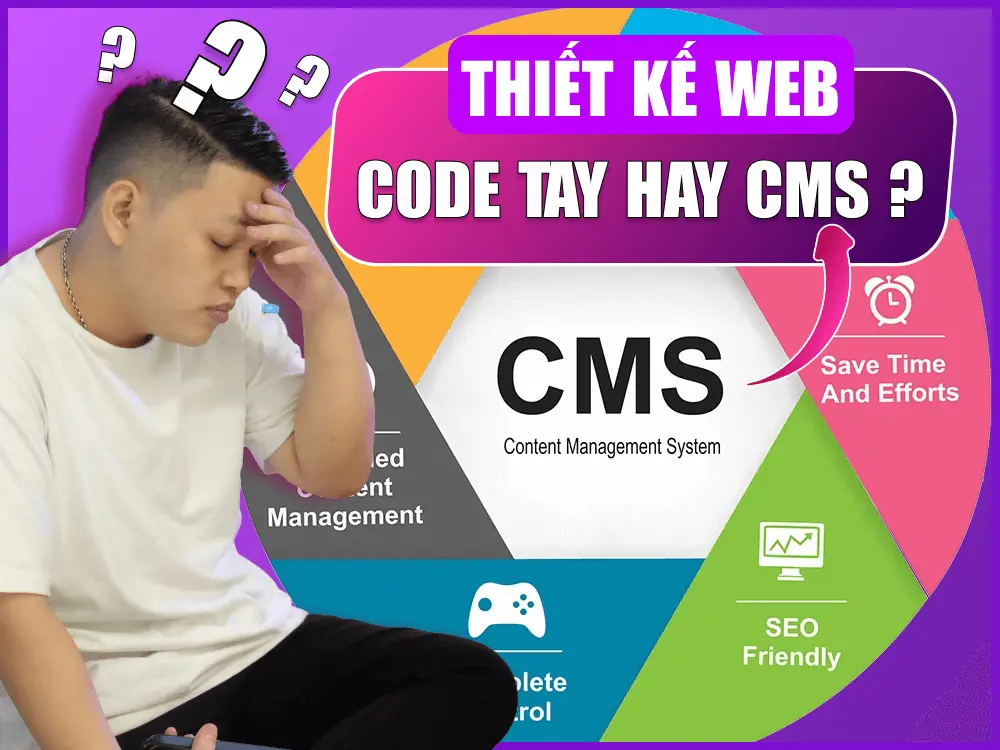 ? ? ?
THIẾT KẾ WEB
CODE TAY HAY CMS ?
CMS
Content Management System
Save Time
And Efforts
Management
SEO
Friendly